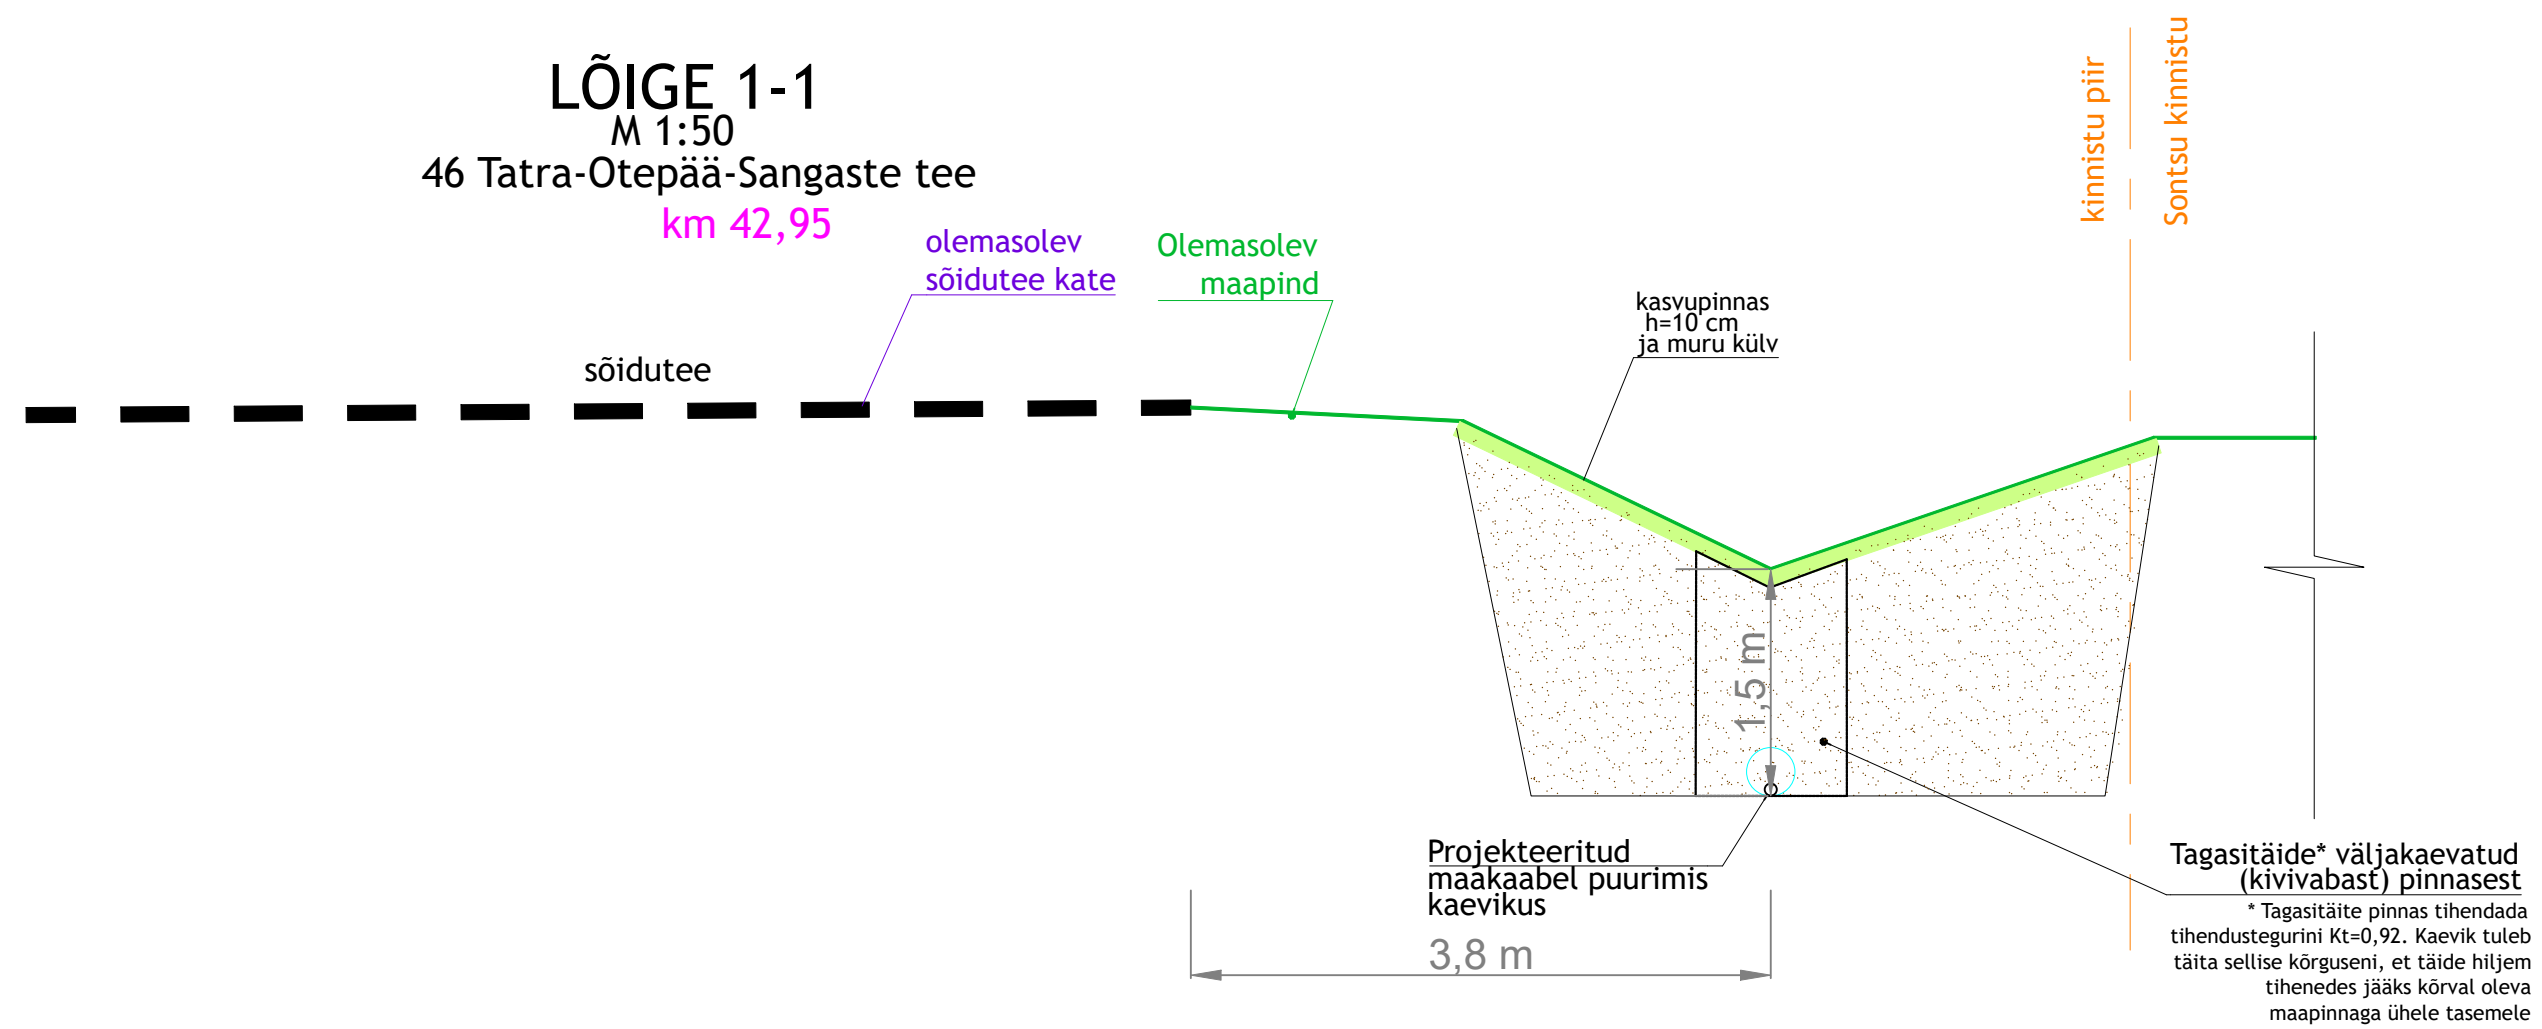 LÕIGE 1-1
M 1:50
46 Tatra-Otepää-Sangaste tee
km 42,95
olemasolev
sõidutee kate
Olemasolev
maapind
sõidutee
kasvupinnas
h=10 cm
ja muru külv
kinnistu piir
Sontsu kinnistu
1,5 m
Projekteeritud
maakaabel puurimis
kaevikus
3,8 m
Tagasitäide* väljakaevatud
(kivivabast) pinnasest
* Tagasitäite pinnas tihendada
tihendustegurini Kt=0,92. Kaevik tuleb
täita sellise kõrguseni, et täide hiljem
tihenedes jääks kõrval oleva
maapinnaga ühele tasemele